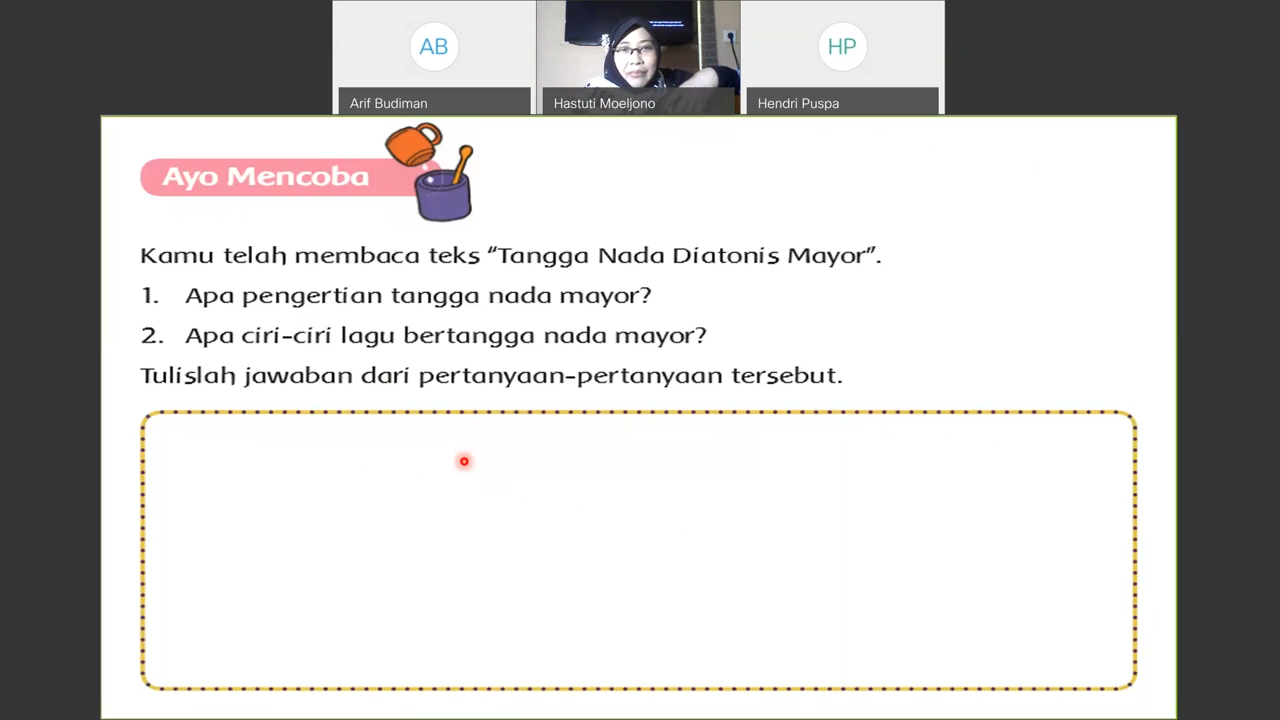 AB
HP
Arif Budiman
Hastuti Moeljono
Hendri Puspa
Ayo Mencoba
Kamu telah membaca teks “Tangga Nada Diatonis Mayor”.
1. Apa pengertian tangga nada mayor?
2. Apa ciri-ciri lagu bertangga nada mayor?
Tulislah jawaban dari pertanyaan-pertanyaan tersebut.